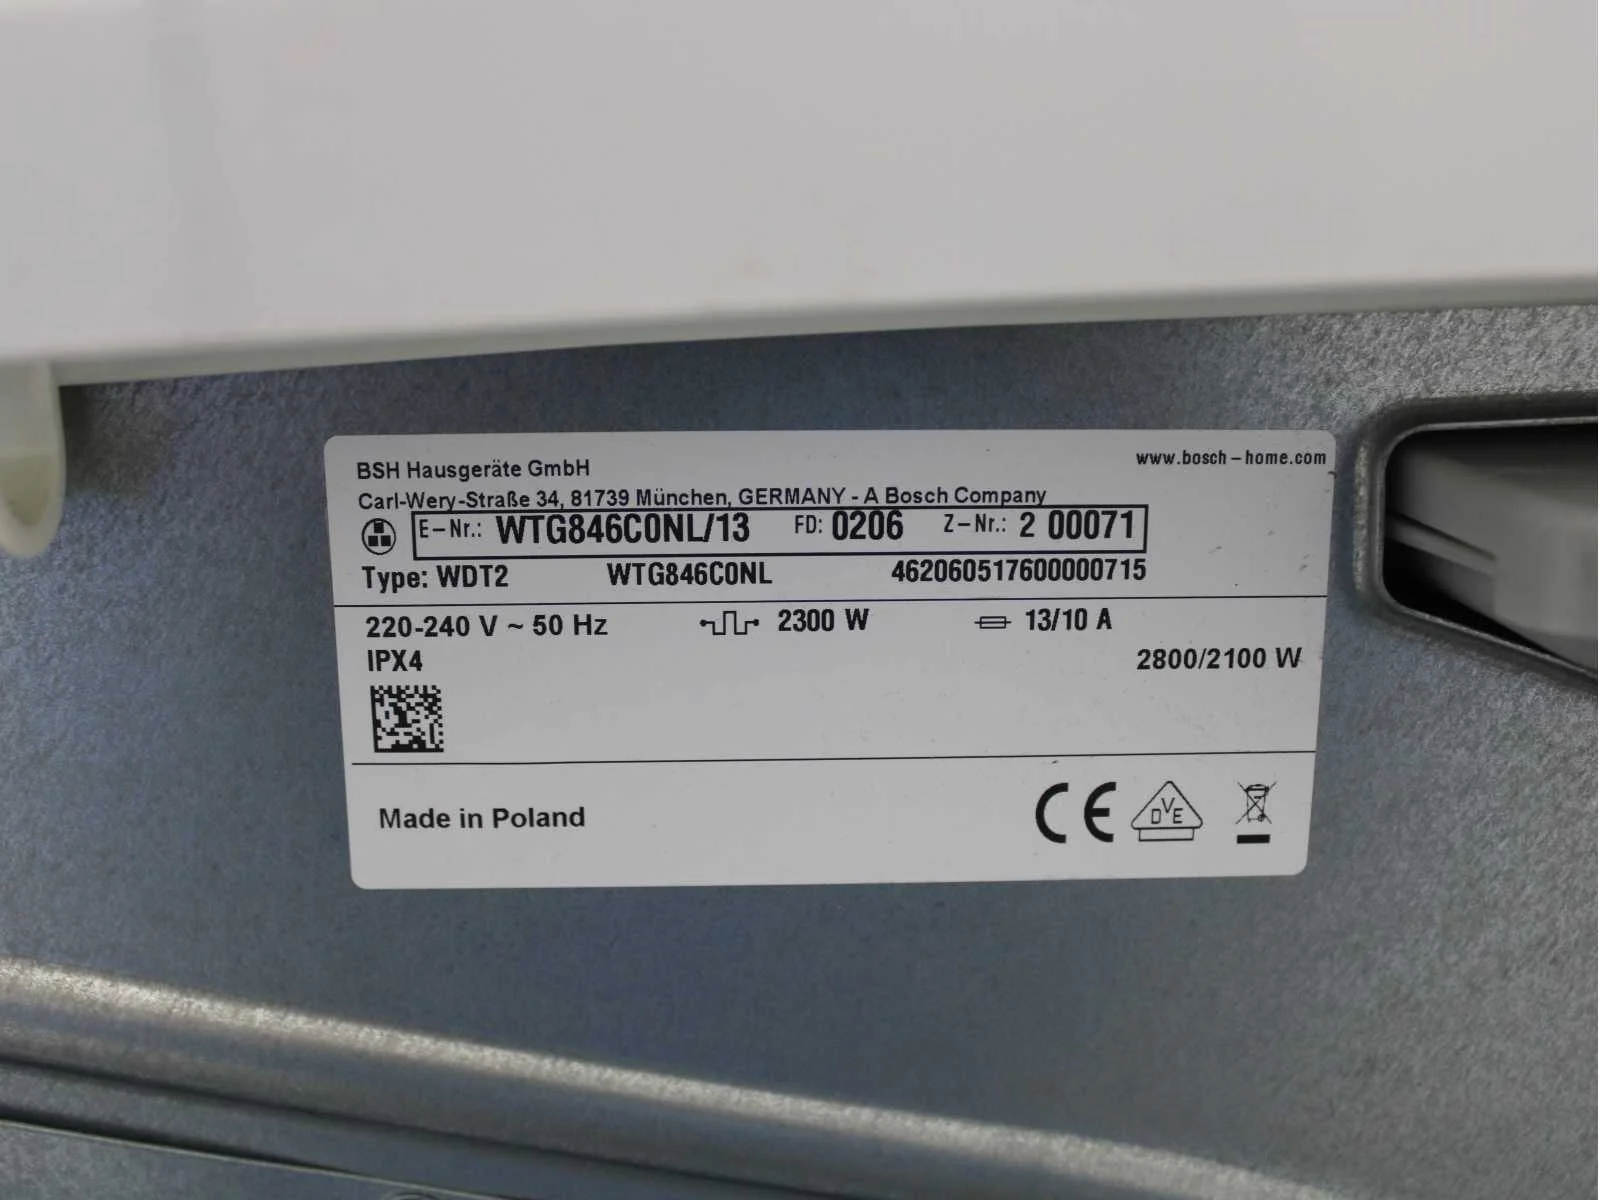 BSH Hausgeräte GmbH www.bosch-home.com
Carl-Wery-Straße 34, 81739 München, GERMANY - A Bosch Company
E-Nr.: WTG846C0NL/13 FD: 0206 Z-Nr.: 2 00071
Type: WDT2 WTG846C0NL 462060517600000715
220-240 V ~ 50 Hz 2300 W 13/10 A
IPX4 2800/2100 W
Made in Poland CE DVE